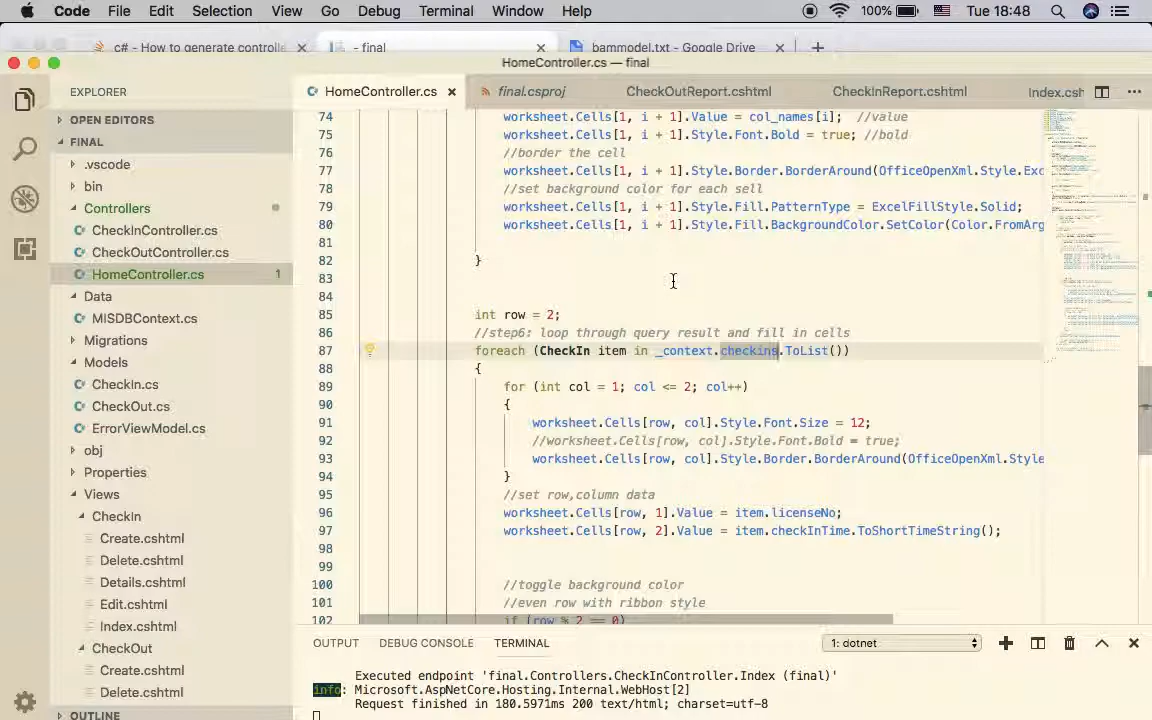 Code File Edit Selection View Go Debug Terminal Window Help 100% Tue 18:48
c# - How to generate controlle - final bammodel.txt - Google Drive
HomeController.cs — final
EXPLORER
HomeController.cs final.csproj CheckOutReport.cshtml CheckInReport.cshtml Index.csh
OPEN EDITORS
FINAL
.vscode
bin
Controllers
CheckInController.cs
CheckOutController.cs
HomeController.cs 1
Data
MISDBContext.cs
Migrations
Models
CheckIn.cs
CheckOut.cs
ErrorViewModel.cs
obj
Properties
Views
CheckIn
Create.cshtml
Delete.cshtml
Details.cshtml
Edit.cshtml
Index.cshtml
CheckOut
Create.cshtml
Delete.cshtml
OUTLINE
74 worksheet.Cells[1, i + 1].Value = col_names[i]; //value
75 worksheet.Cells[1, i + 1].Style.Font.Bold = true; //bold
76 //border the cell
77 worksheet.Cells[1, i + 1].Style.Border.BorderAround(OfficeOpenXml.Style.Exc
78 //set background color for each sell
79 worksheet.Cells[1, i + 1].Style.Fill.PatternType = ExcelFillStyle.Solid;
80 worksheet.Cells[1, i + 1].Style.Fill.BackgroundColor.SetColor(Color.FromArg
81
82 }
83
84
85 int row = 2;
86 //step6: loop through query result and fill in cells
87 foreach (CheckIn item in _context.checkins.ToList())
88 {
89 for (int col = 1; col <= 2; col++)
90 {
91 worksheet.Cells[row, col].Style.Font.Size = 12;
92 //worksheet.Cells[row, col].Style.Font.Bold = true;
93 worksheet.Cells[row, col].Style.Border.BorderAround(OfficeOpenXml.Style
94 }
95 //set row,column data
96 worksheet.Cells[row, 1].Value = item.licenseNo;
97 worksheet.Cells[row, 2].Value = item.checkInTime.ToShortTimeString();
98
99
100 //toggle background color
101 //even row with ribbon style
102 if (row % 2 == 0)
OUTPUT DEBUG CONSOLE TERMINAL 1: dotnet
Executed endpoint 'final.Controllers.CheckInController.Index (final)'
info: Microsoft.AspNetCore.Hosting.Internal.WebHost[2]
Request finished in 180.5971ms 200 text/html; charset=utf-8